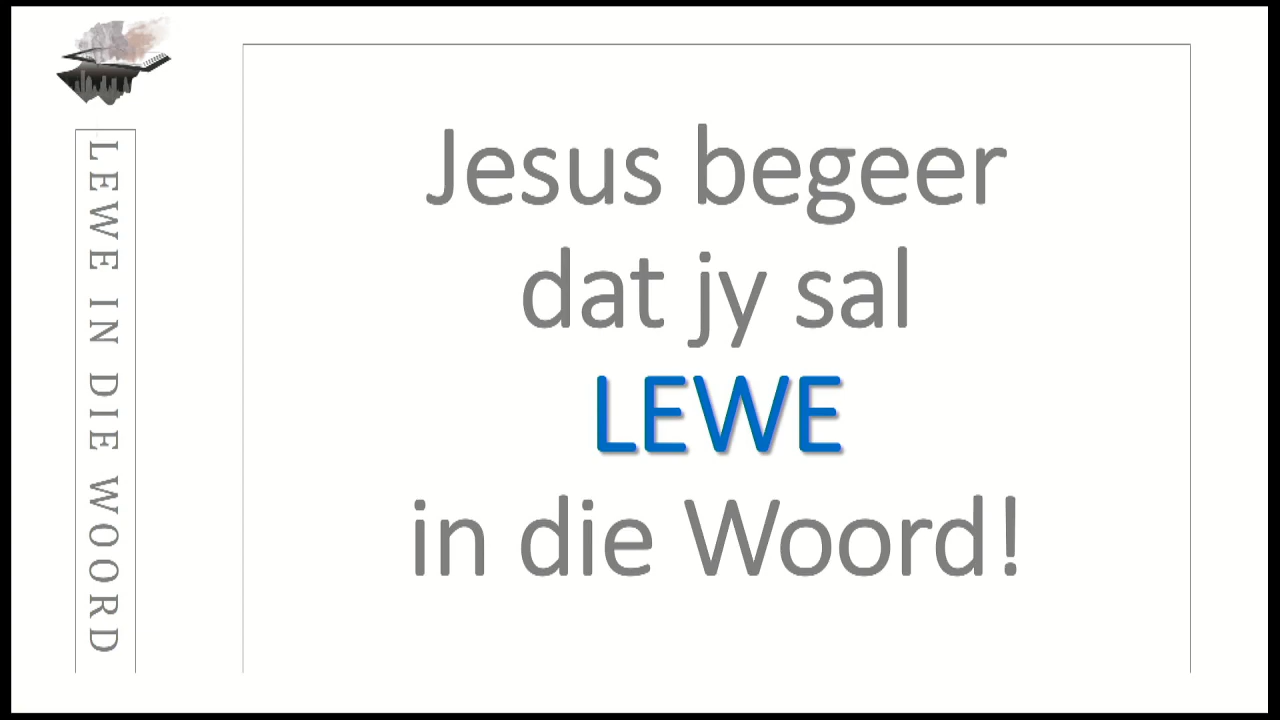 LEWE IN DIE WOORD
Jesus begeer
dat jy sal
LEWE
in die Woord!